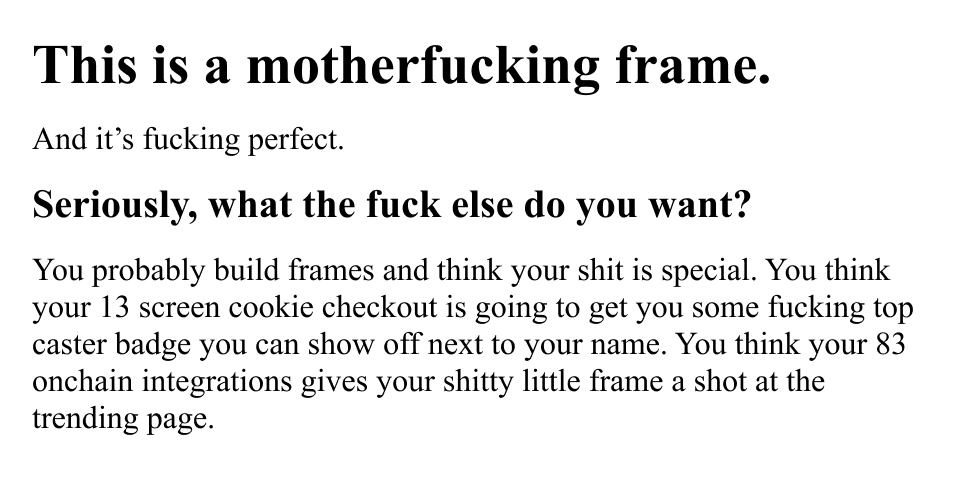 This is a motherfucking frame.
And it’s fucking perfect.
Seriously, what the fuck else do you want?
You probably build frames and think your shit is special. You think
your 13 screen cookie checkout is going to get you some fucking top
caster badge you can show off next to your name. You think your 83
onchain integrations gives your shitty little frame a shot at the
trending page.